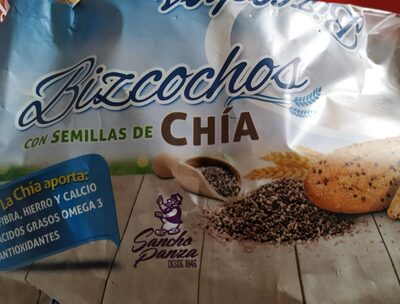 Bizcochos
Bizcochos
CON SEMILLAS DE CHÍA
La Chía aporta:
FIBRA, HIERRO Y CALCIO
ÁCIDOS GRASOS OMEGA 3
ANTIOXIDANTES
Sancho
Panza
DESDE 1946